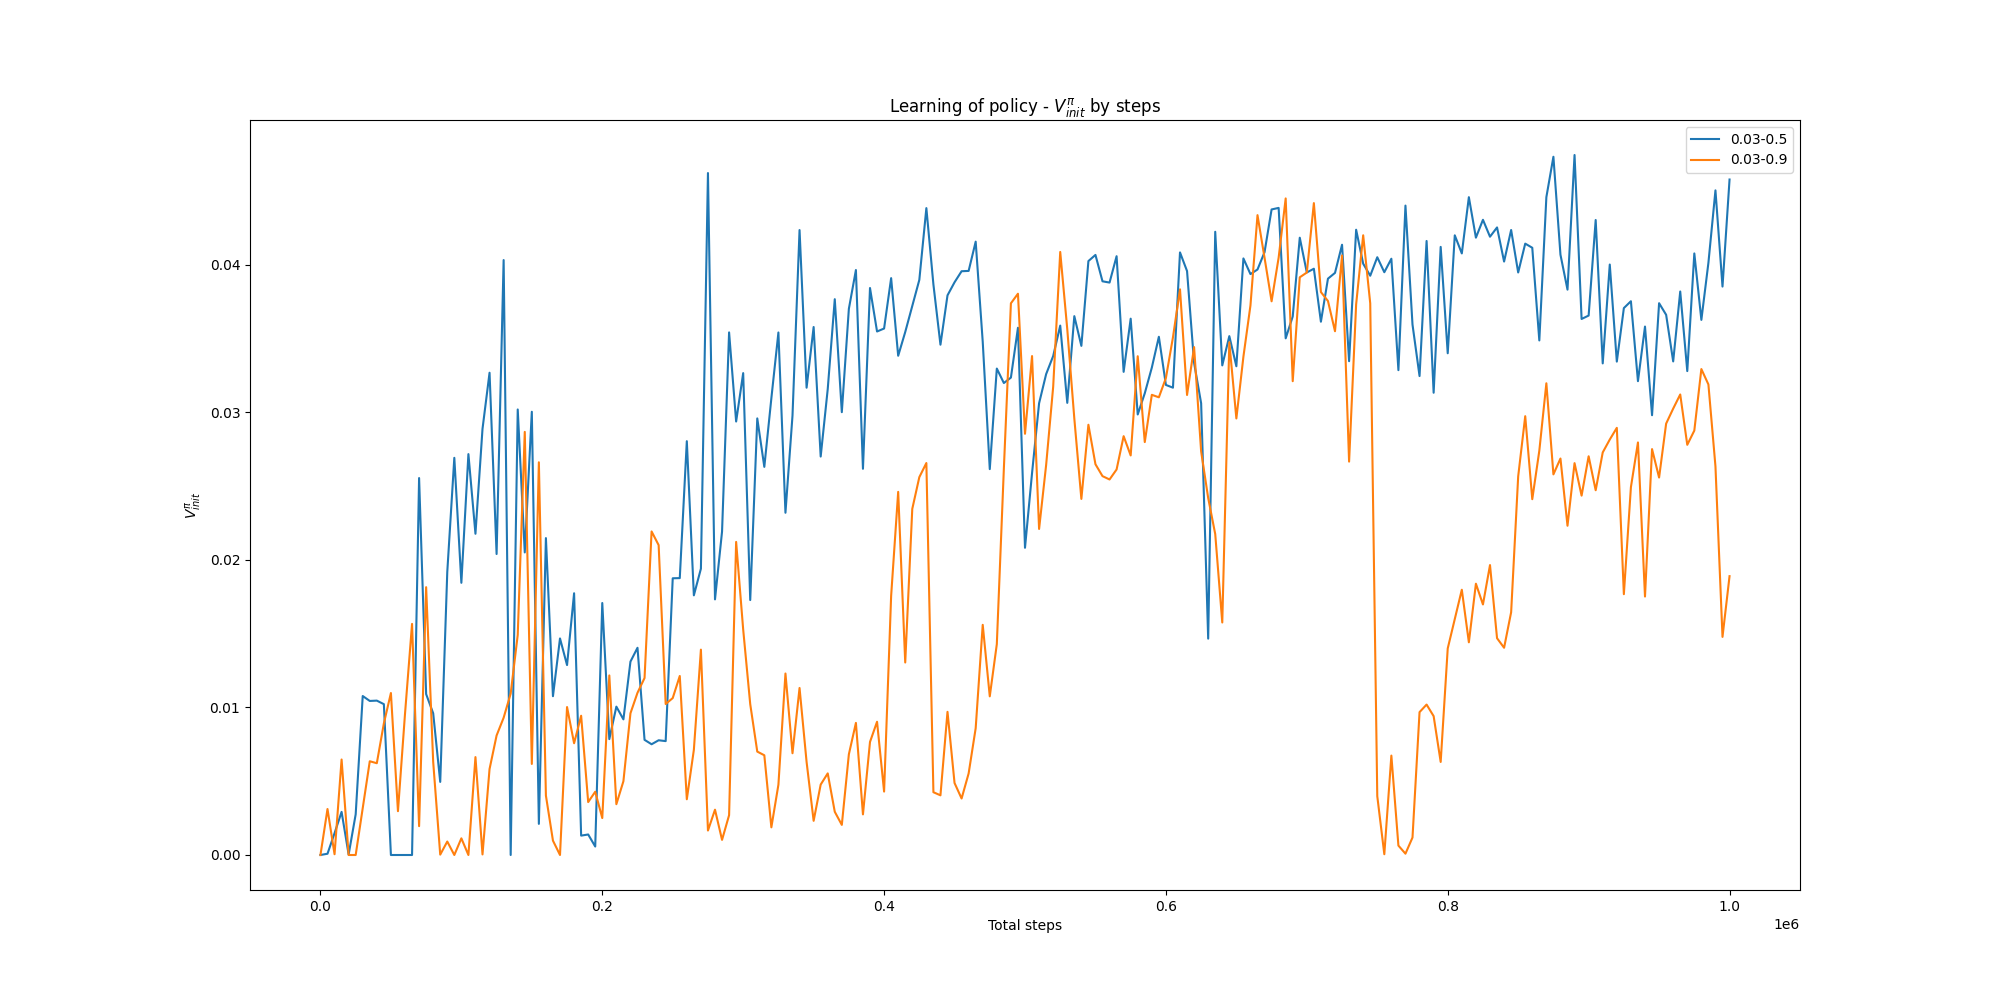 Learning of policy - $V^{\pi}_{init}$ by steps
0.03-0.5
0.03-0.9
$V^{\pi}_{init}$
0.04
0.03
0.02
0.01
0.00
0.0 0.2 0.4 0.6 0.8 1.0
Total steps
1e6